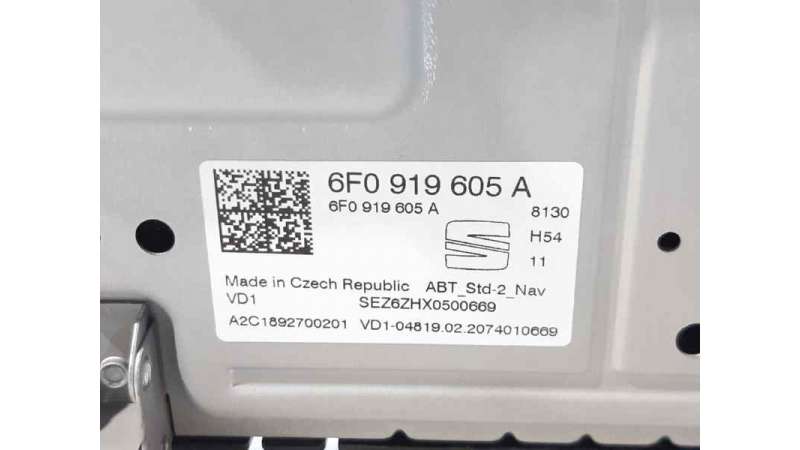 6F0 919 605 A
6F0 919 605 A 8130
H54
11
Made in Czech Republic ABT_Std-2_Nav
VD1 SEZ6ZHX0500669
A2C1892700201 VD1-04819.02.2074010669